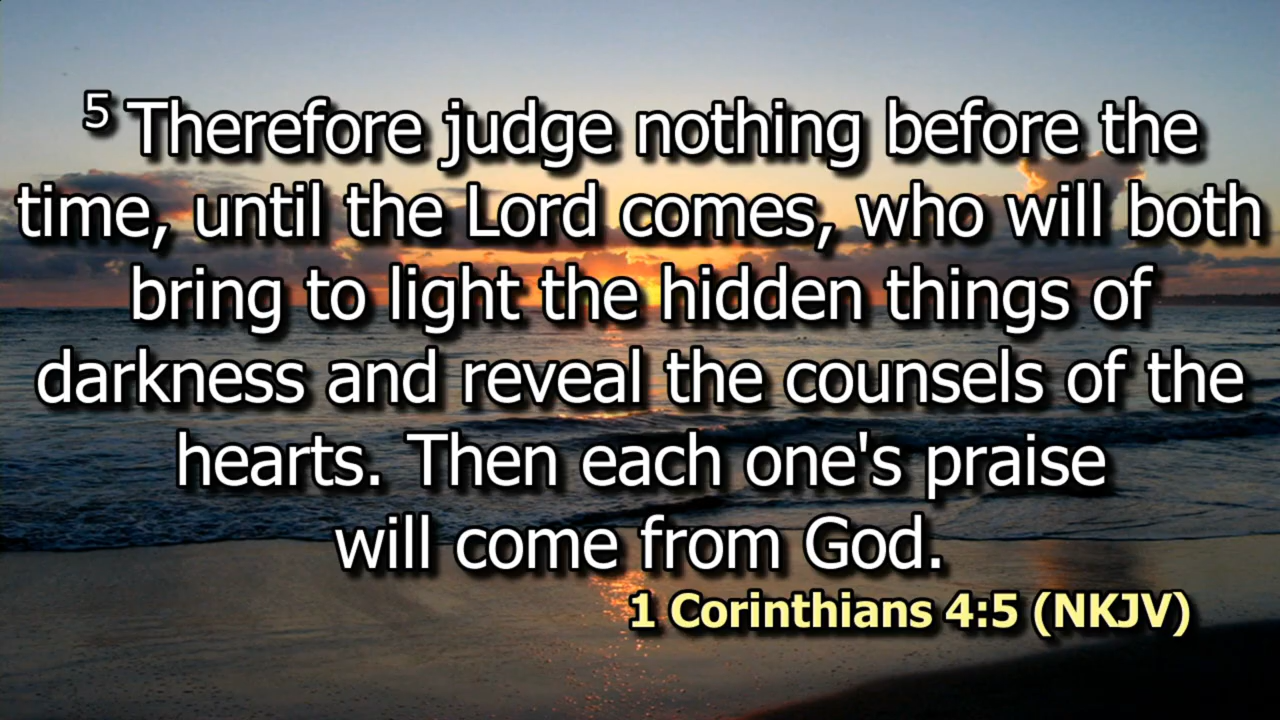 5 Therefore judge nothing before the
time, until the Lord comes, who will both
bring to light the hidden things of
darkness and reveal the counsels of the
hearts. Then each one's praise
will come from God.
1 Corinthians 4:5 (NKJV)